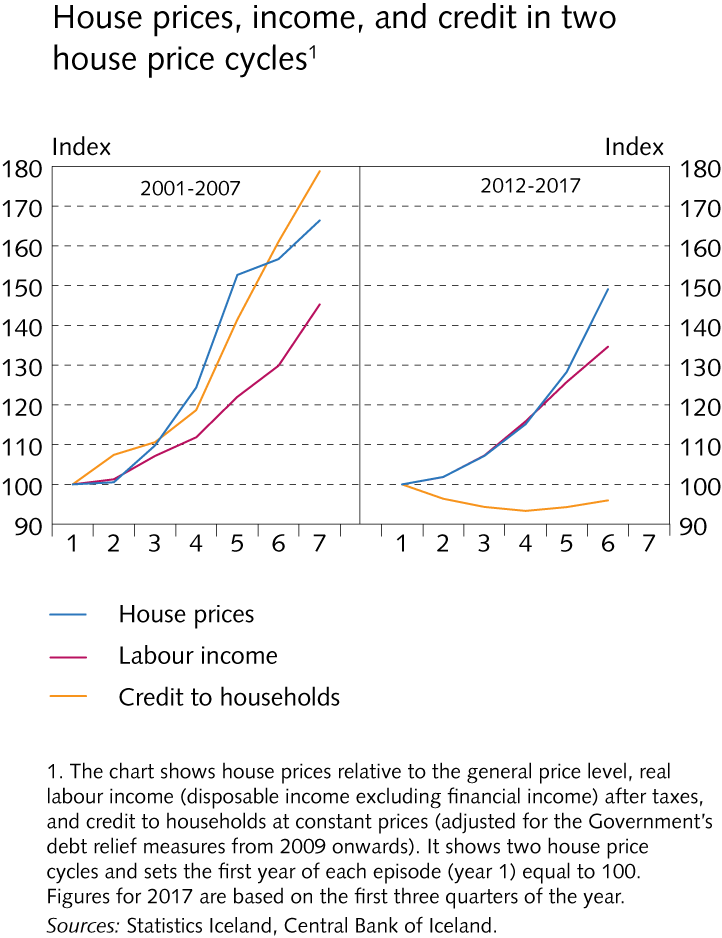 House prices, income, and credit in two
house price cycles¹
Index Index
2001-2007 2012-2017
180 180
170 170
160 160
150 150
140 140
130 130
120 120
110 110
100 100
90 90
1 2 3 4 5 6 7 1 2 3 4 5 6 7
House prices
Labour income
Credit to households
1. The chart shows house prices relative to the general price level, real
labour income (disposable income excluding financial income) after taxes,
and credit to households at constant prices (adjusted for the Government's
debt relief measures from 2009 onwards). It shows two house price
cycles and sets the first year of each episode (year 1) equal to 100.
Figures for 2017 are based on the first three quarters of the year.
Sources: Statistics Iceland, Central Bank of Iceland.